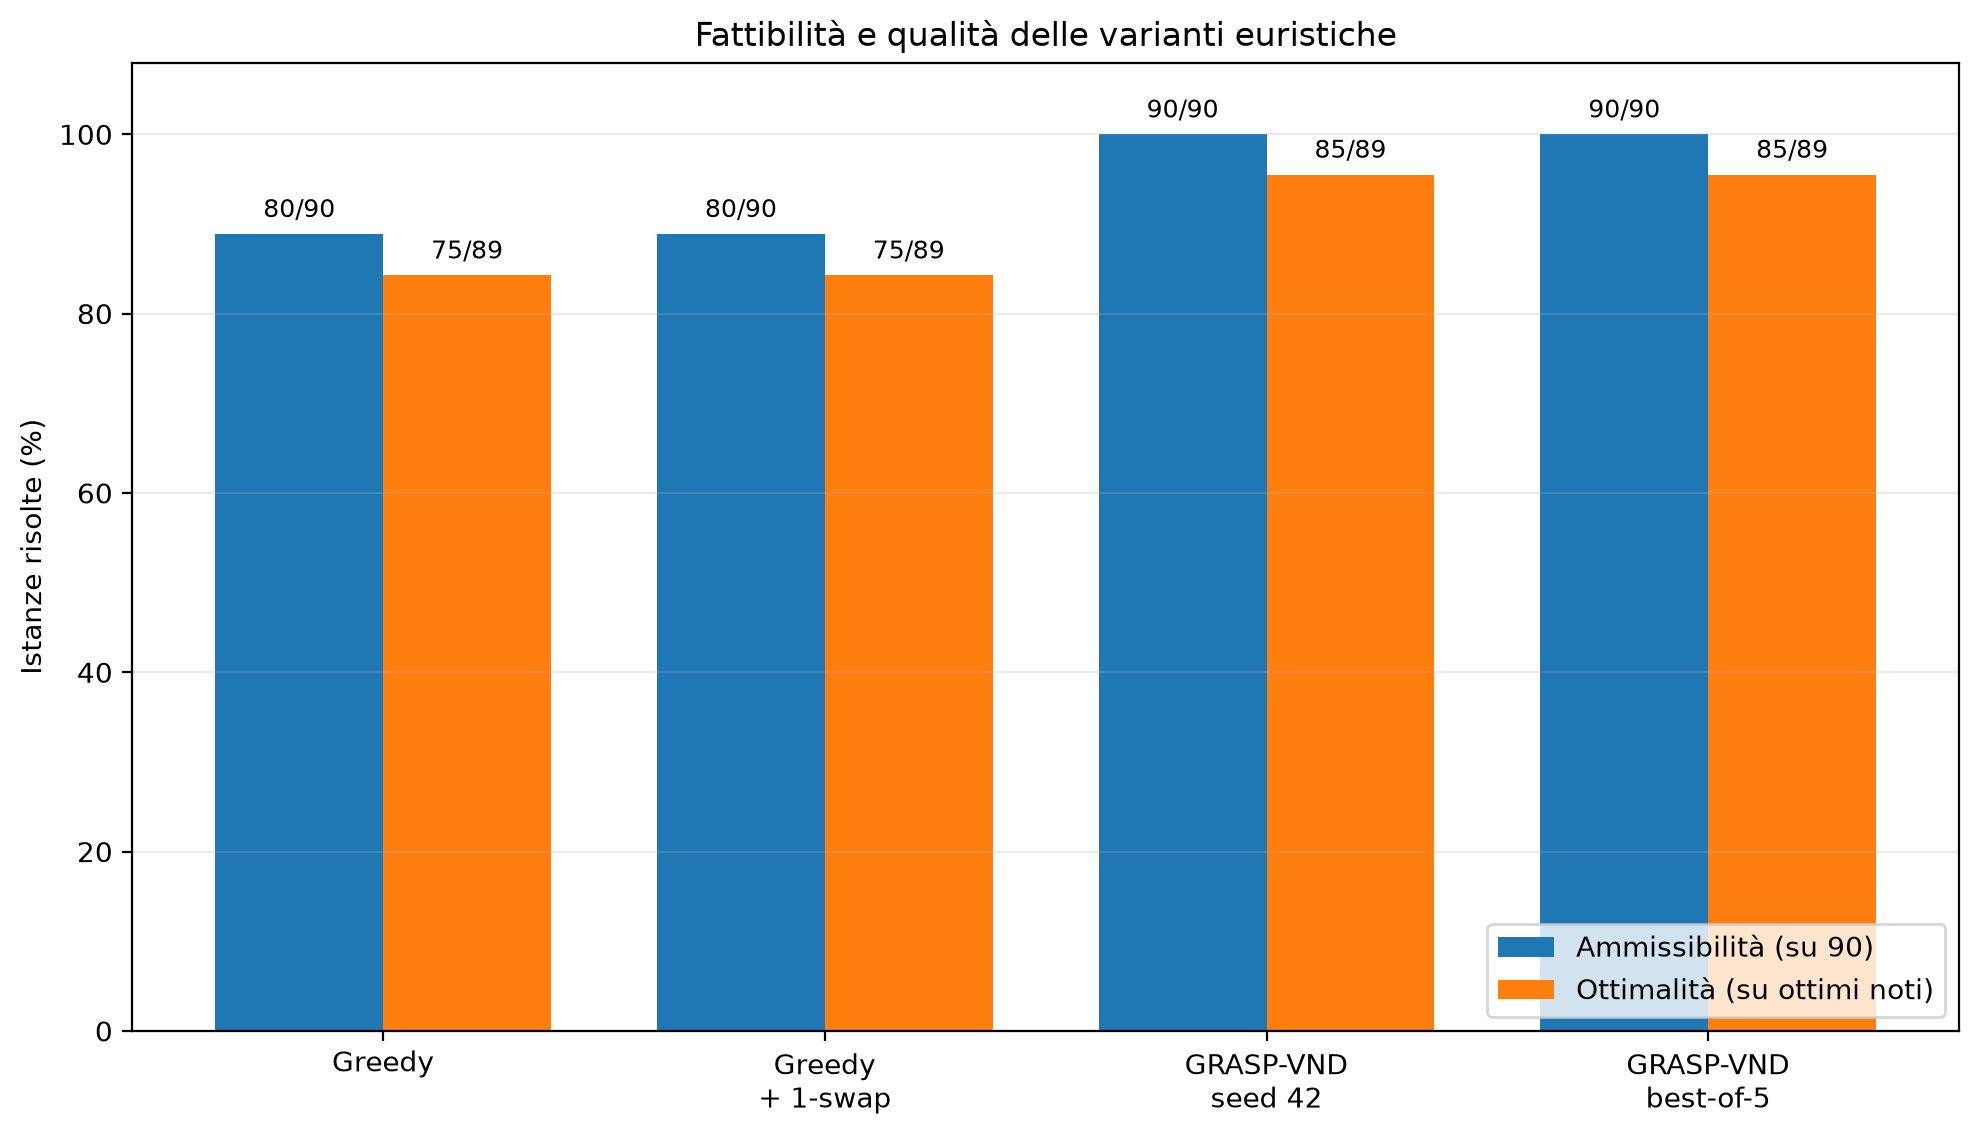 Fattibilità e qualità delle varianti euristiche
Istanze risolte (%)
100
80
60
40
20
0
80/90
75/89
80/90
75/89
90/90
85/89
90/90
85/89
Greedy
Greedy
+ 1-swap
GRASP-VND
seed 42
GRASP-VND
best-of-5
Ammissibilità (su 90)
Ottimalità (su ottimi noti)